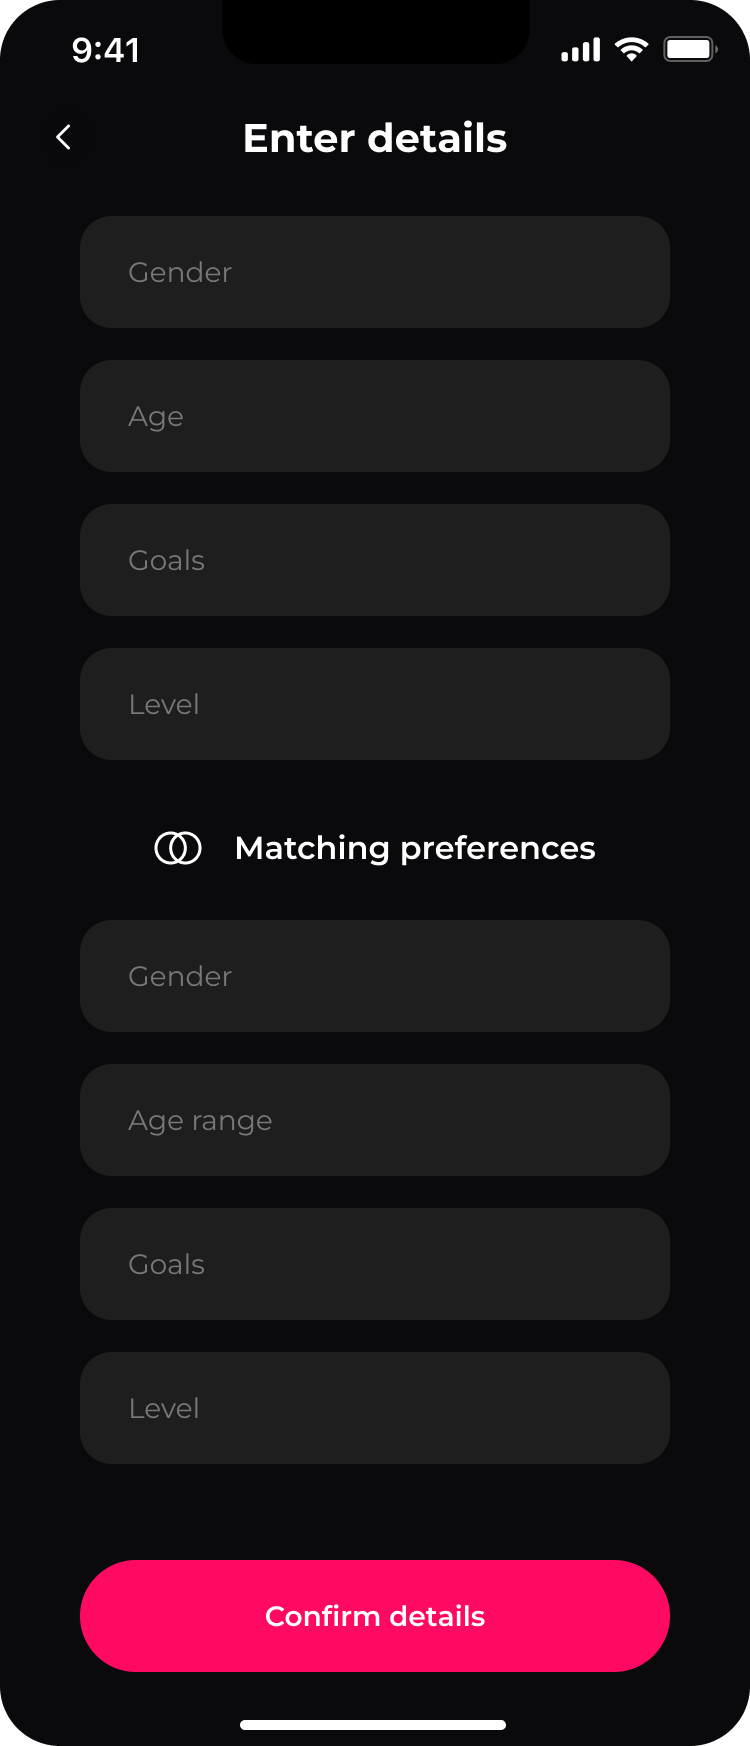 9:41
Enter details
Gender
Age
Goals
Level
Matching preferences
Gender
Age range
Goals
Level
Confirm details